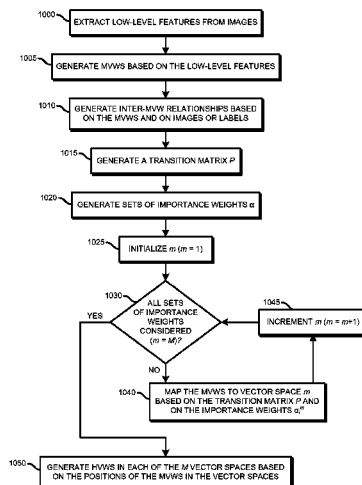 1000
EXTRACT LOW-LEVEL FEATURES FROM IMAGES
1005
GENERATE MVWS BASED ON THE LOW-LEVEL FEATURES
1010
GENERATE INTER-MVW RELATIONSHIPS BASED
ON THE MVWS AND ON IMAGES OR LABELS
1015
GENERATE A TRANSITION MATRIX P
1020
GENERATE SETS OF IMPORTANCE WEIGHTS α
1025
INITIALIZE m (m = 1)
1030
ALL SETS
OF IMPORTANCE
WEIGHTS
CONSIDERED
(m = M)?
YES
NO
1045
INCREMENT m (m = m+1)
1040
MAP THE MVWS TO VECTOR SPACE m
BASED ON THE TRANSITION MATRIX P AND
ON THE IMPORTANCE WEIGHTS
1050
GENERATE HVWS IN EACH OF THE M VECTOR SPACES BASED
ON THE POSITIONS OF THE MVWS IN THE VECTOR SPACES